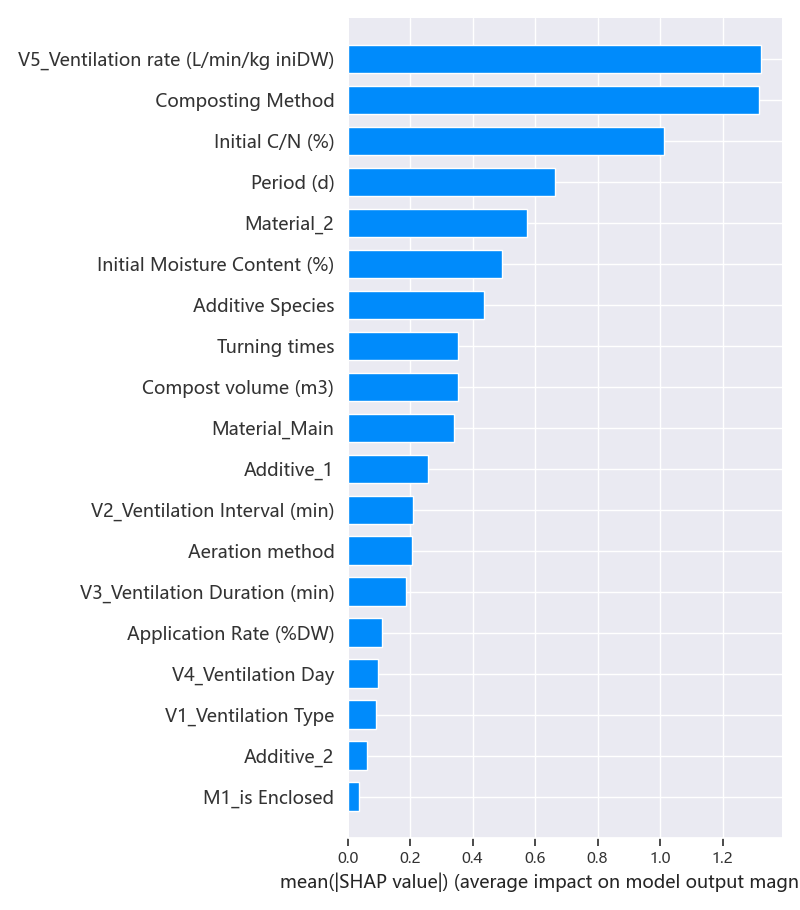 V5_Ventilation rate (L/min/kg iniDW)
Composting Method
Initial C/N (%)
Period (d)
Material_2
Initial Moisture Content (%)
Additive Species
Turning times
Compost volume (m3)
Material_Main
Additive_1
V2_Ventilation Interval (min)
Aeration method
V3_Ventilation Duration (min)
Application Rate (%DW)
V4_Ventilation Day
V1_Ventilation Type
Additive_2
M1_is Enclosed
0.0 0.2 0.4 0.6 0.8 1.0 1.2
mean(|SHAP value|) (average impact on model output magn